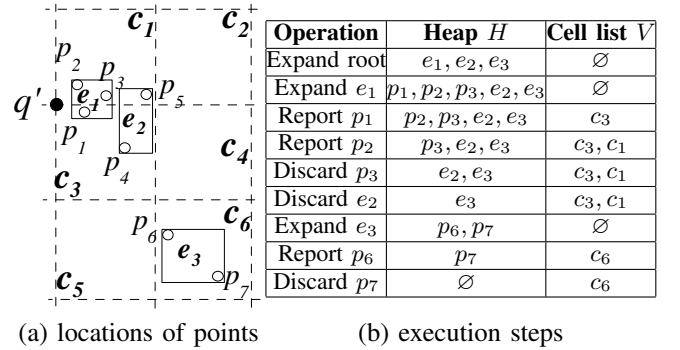 c1
c2
p2
p3
e1
p5
q'
e2
p1
p4
c4
c3
c6
p6
e3
p7
c5
(a) locations of points
Operation Heap H Cell list V
Expand root e1, e2, e3 ∅
Expand e1 p1, p2, p3, e2, e3 ∅
Report p1 p2, p3, e2, e3 c3
Report p2 p3, e2, e3 c3, c1
Discard p3 e2, e3 c3, c1
Discard e2 e3 c3, c1
Expand e3 p6, p7 ∅
Report p6 p7 c6
Discard p7 ∅ c6
(b) execution steps